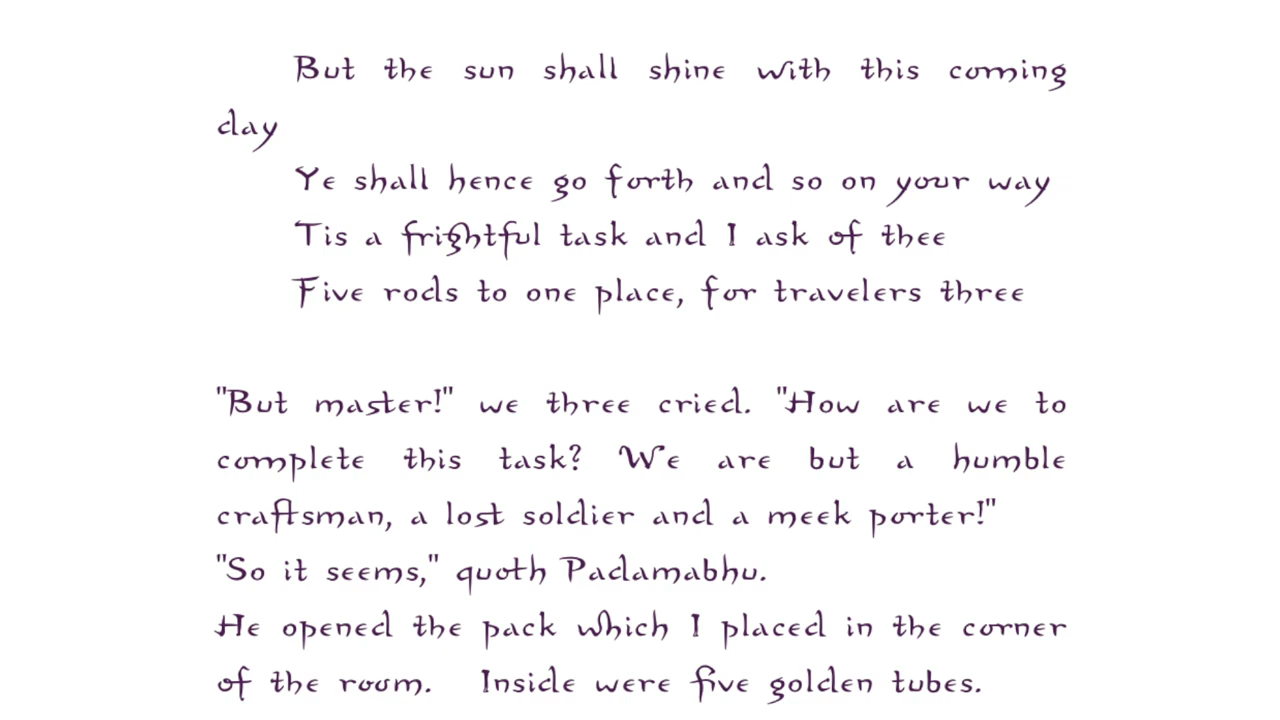 But the sun shall shine with this coming
day
Ye shall hence go forth and so on your way
Tis a frightful task and I ask of thee
Five rods to one place, for travelers three
"But master!" we three cried. "How are we to
complete this task? We are but a humble
craftsman, a lost soldier and a meek porter!"
"So it seems," quoth Padamabhu.
He opened the pack which I placed in the corner
of the room. Inside were five golden tubes.